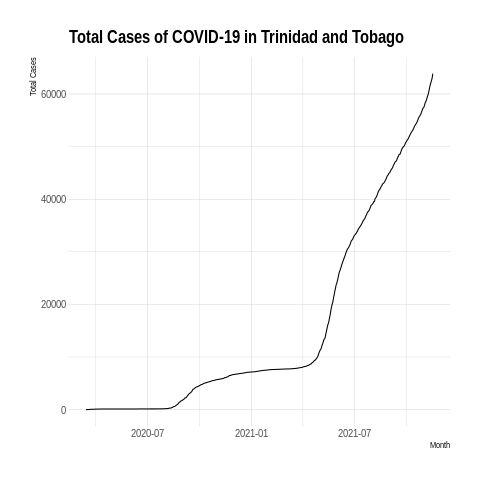 Total Cases of COVID-19 in Trinidad and Tobago
Total Cases
60000
40000
20000
0
2020-07
2021-01
2021-07
Month